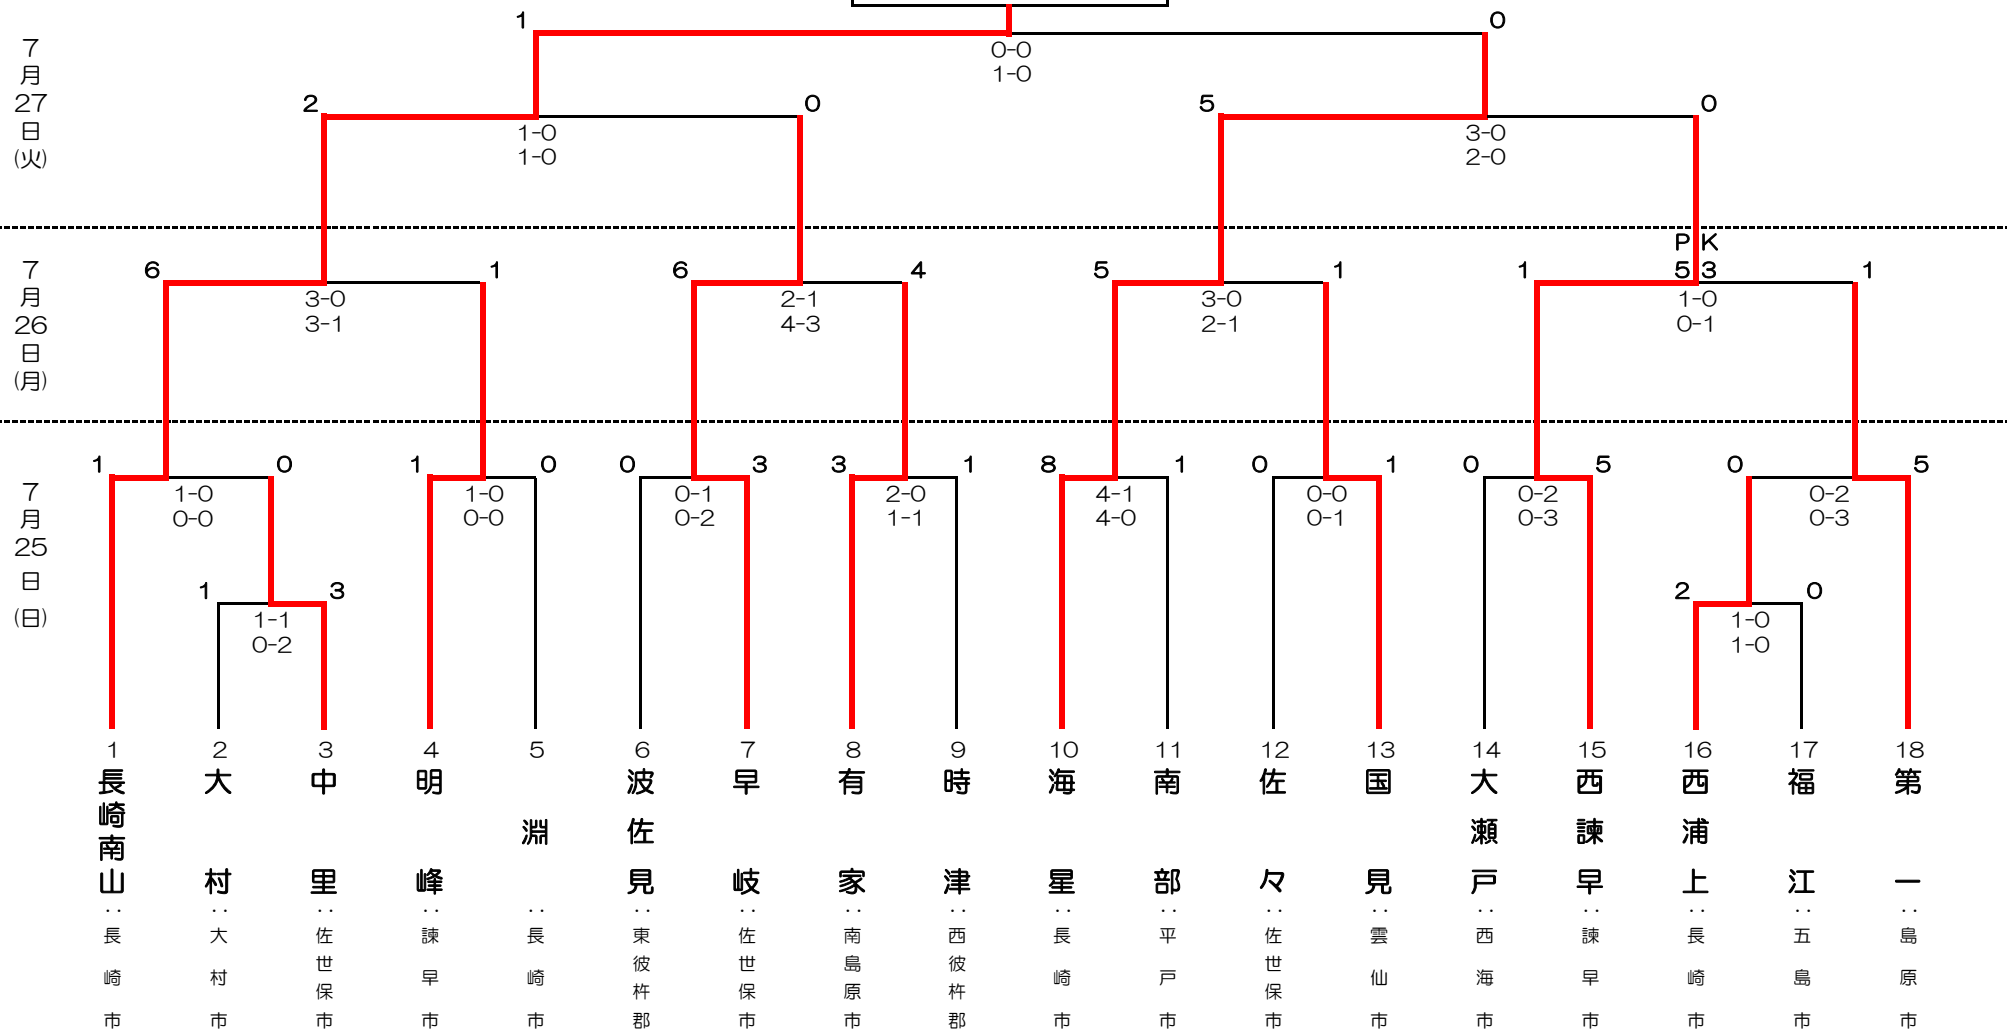 1 0
0-0
1-0
7月27日(火)
2 0 5 0
1-0 3-0
1-0 2-0
PK
7月26日(月)
6 1 6 4 5 1 1 5 3 1
3-0 2-1 3-0 1-0
3-1 4-3 2-1 0-1
7月25日(日)
1 0 1 0 0 3 3 1 8 1 0 1 0 5 0 5
1-0 1-0 0-1 2-0 4-1 0-0 0-2 0-2
0-0 0-0 0-2 1-1 4-0 0-1 0-3 0-3
1 3 2 0
1-1 1-0
0-2 1-0
1 2 3 4 5 6 7 8 9 10 11 12 13 14 15 16 17 18
長崎南山：長崎市
大村：大村市
中里：佐世保市
明峰：諫早市
淵：長崎市
波佐見：東彼杵郡
早岐：佐世保市
有家：南島原市
時津：西彼杵郡
海星：長崎市
南部：平戸市
佐々：佐世保市
国見：雲仙市
大瀬戸：西海市
西諫早：諫早市
西浦上：長崎市
福江：五島市
第一：島原市